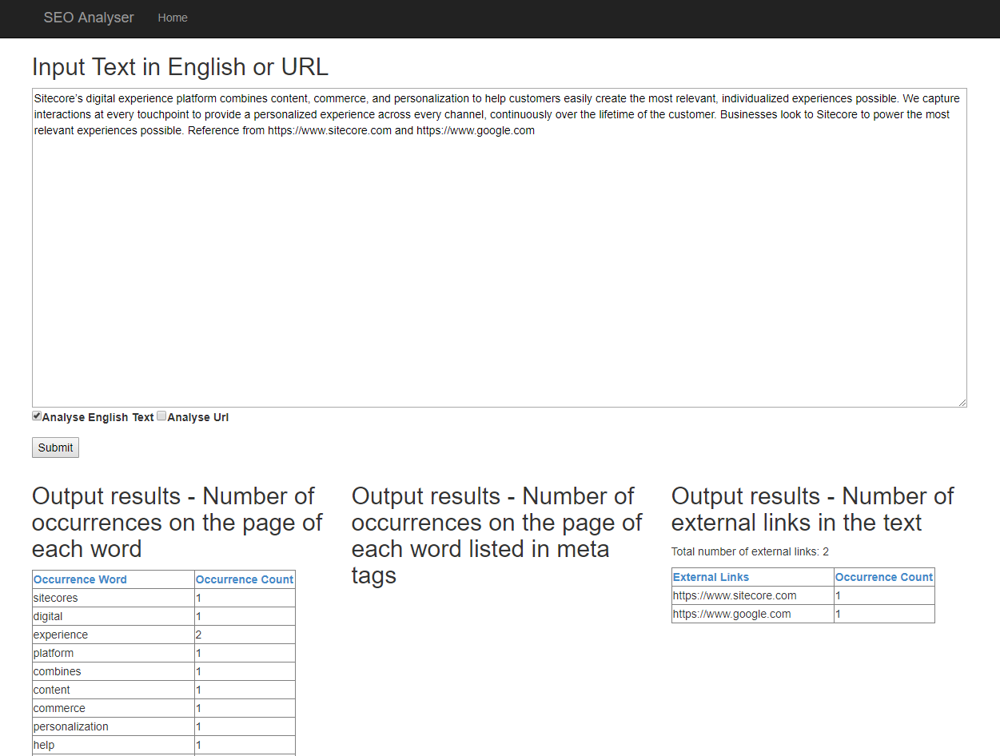 SEO Analyser Home
Input Text in English or URL
Sitecore’s digital experience platform combines content, commerce, and personalization to help customers easily create the most relevant, individualized experiences possible. We capture
interactions at every touchpoint to provide a personalized experience across every channel, continuously over the lifetime of the customer. Businesses look to Sitecore to power the most
relevant experiences possible. Reference from https://www.sitecore.com and https://www.google.com
Analyse English Text Analyse Url
Submit
Output results - Number of
occurrences on the page of
each word
Occurrence Word Occurrence Count
sitecores 1
digital 1
experience 2
platform 1
combines 1
content 1
commerce 1
personalization 1
help 1
Output results - Number of
occurrences on the page of
each word listed in meta
tags
Output results - Number of
external links in the text
Total number of external links: 2
External Links Occurrence Count
https://www.sitecore.com 1
https://www.google.com 1